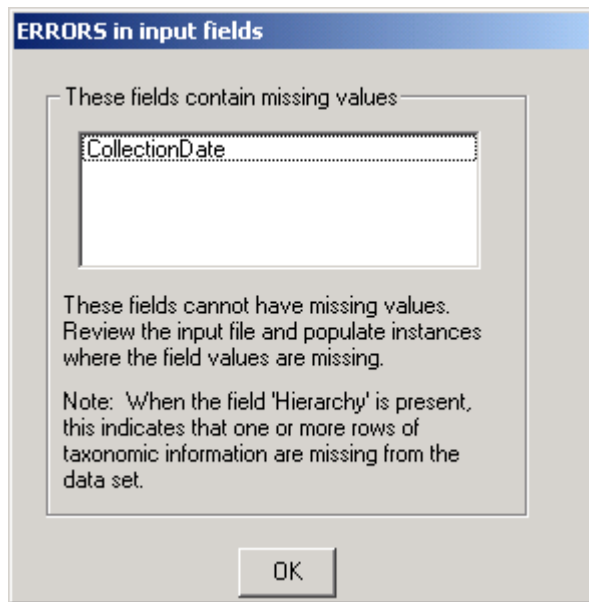 ERRORS in input fields
These fields contain missing values
CollectionDate
These fields cannot have missing values.
Review the input file and populate instances
where the field values are missing.
Note:  When the field 'Hierarchy' is present,
this indicates that one or more rows of
taxonomic information are missing from the
data set.
OK